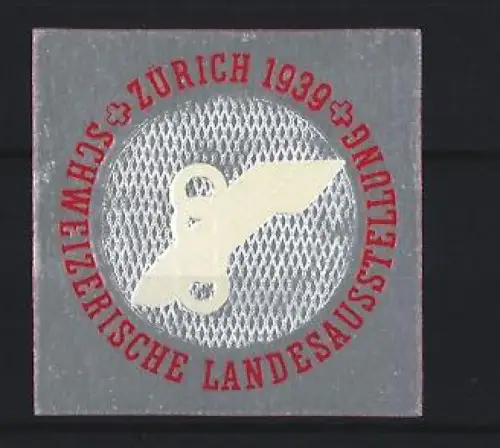 ZÜRICH 1939
SCHWEIZERISCHE LANDESAUSSTELLUNG